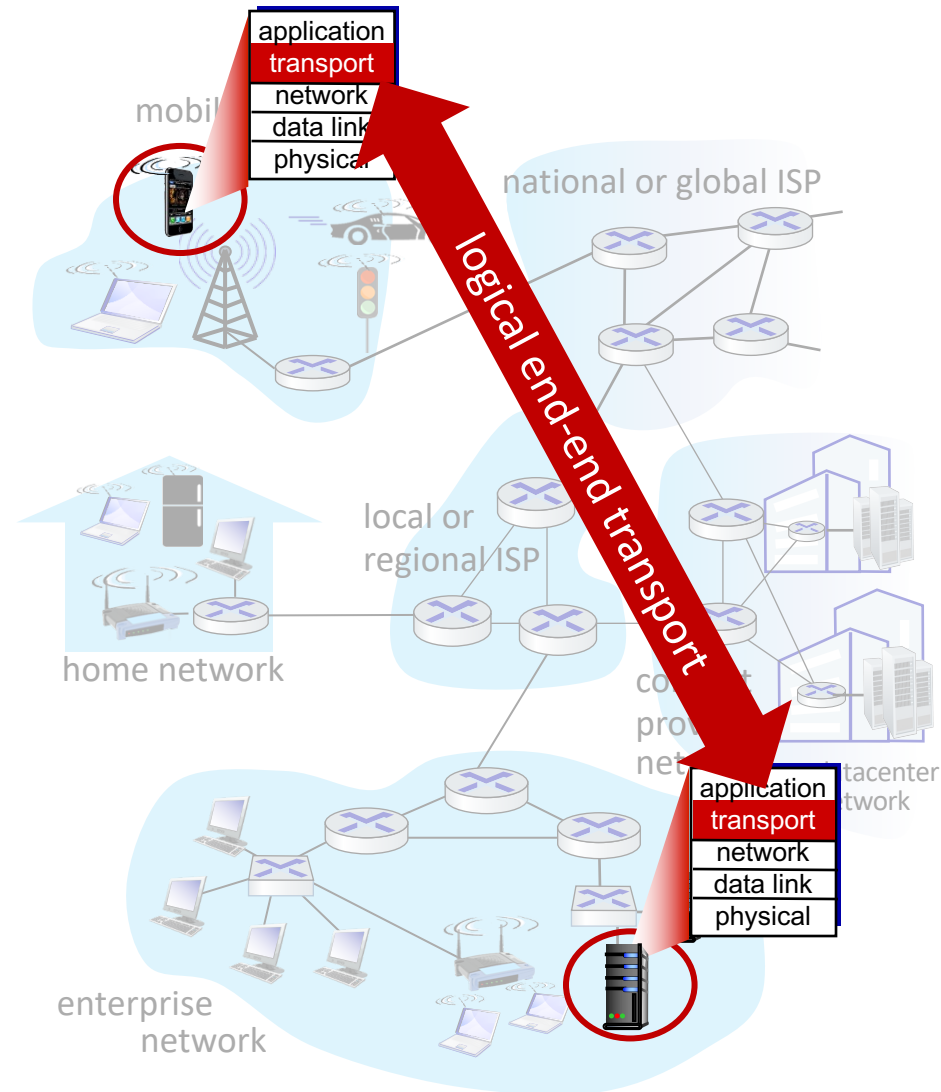 application
transport
network
data link
physical
national or global ISP
logical end-end transport
local or
regional ISP
home network
application
transport
network
data link
physical
network
enterprise
network